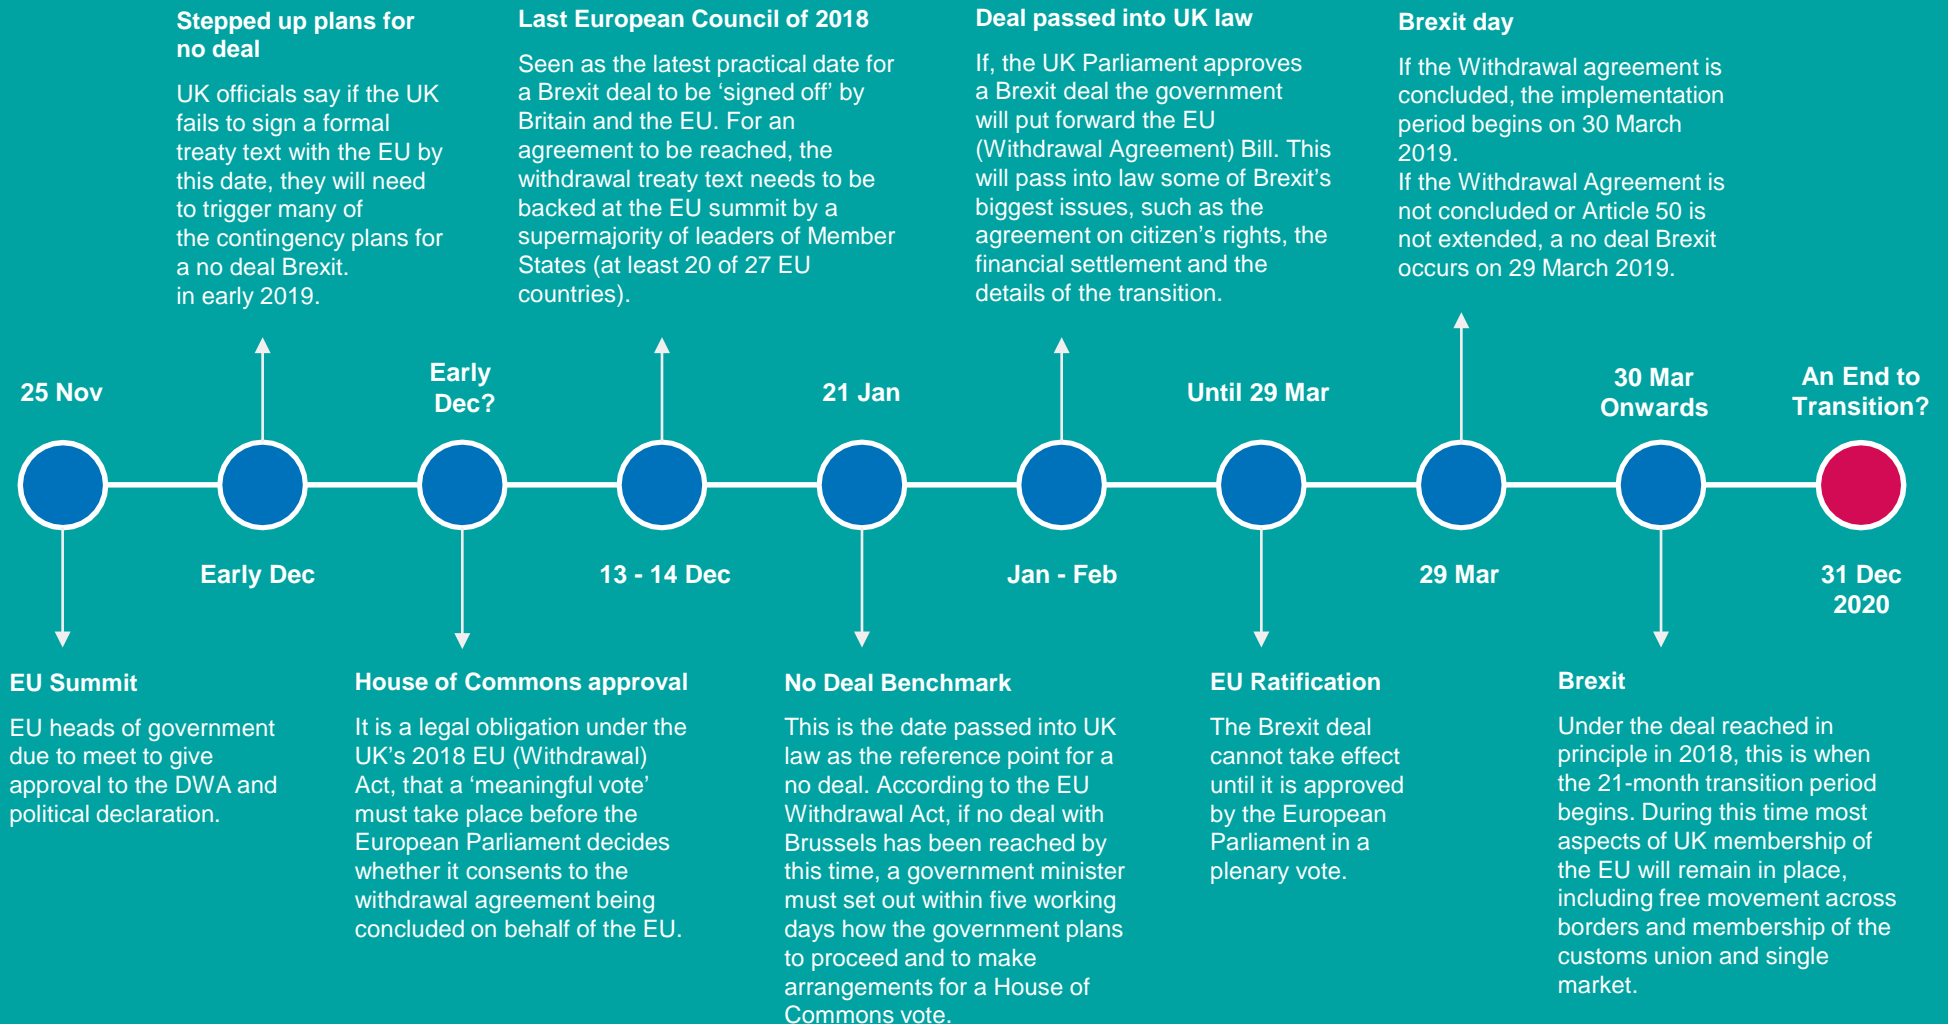 Stepped up plans for
no deal
UK officials say if the UK
fails to sign a formal
treaty text with the EU by
this date, they will need
to trigger many of
the contingency plans for
a no deal Brexit.
in early 2019.
Last European Council of 2018
Seen as the latest practical date for
a Brexit deal to be ‘signed off’ by
Britain and the EU. For an
agreement to be reached, the
withdrawal treaty text needs to be
backed at the EU summit by a
supermajority of leaders of Member
States (at least 20 of 27 EU
countries).
Deal passed into UK law
If, the UK Parliament approves
a Brexit deal the government
will put forward the EU
(Withdrawal Agreement) Bill. This
will pass into law some of Brexit’s
biggest issues, such as the
agreement on citizen’s rights, the
financial settlement and the
details of the transition.
Brexit day
If the Withdrawal agreement is
concluded, the implementation
period begins on 30 March
2019.
If the Withdrawal Agreement is
not concluded or Article 50 is
not extended, a no deal Brexit
occurs on 29 March 2019.
25 Nov
Early
Dec?
21 Jan
Until 29 Mar
30 Mar
Onwards
An End to
Transition?
Early Dec
13 - 14 Dec
Jan - Feb
29 Mar
31 Dec
2020
EU Summit
EU heads of government
due to meet to give
approval to the DWA and
political declaration.
House of Commons approval
It is a legal obligation under the
UK’s 2018 EU (Withdrawal)
Act, that a ‘meaningful vote’
must take place before the
European Parliament decides
whether it consents to the
withdrawal agreement being
concluded on behalf of the EU.
No Deal Benchmark
This is the date passed into UK
law as the reference point for a
no deal. According to the EU
Withdrawal Act, if no deal with
Brussels has been reached by
this time, a government minister
must set out within five working
days how the government plans
to proceed and to make
arrangements for a House of
Commons vote.
EU Ratification
The Brexit deal
cannot take effect
until it is approved
by the European
Parliament in a
plenary vote.
Brexit
Under the deal reached in
principle in 2018, this is when
the 21-month transition period
begins. During this time most
aspects of UK membership of
the EU will remain in place,
including free movement across
borders and membership of the
customs union and single
market.